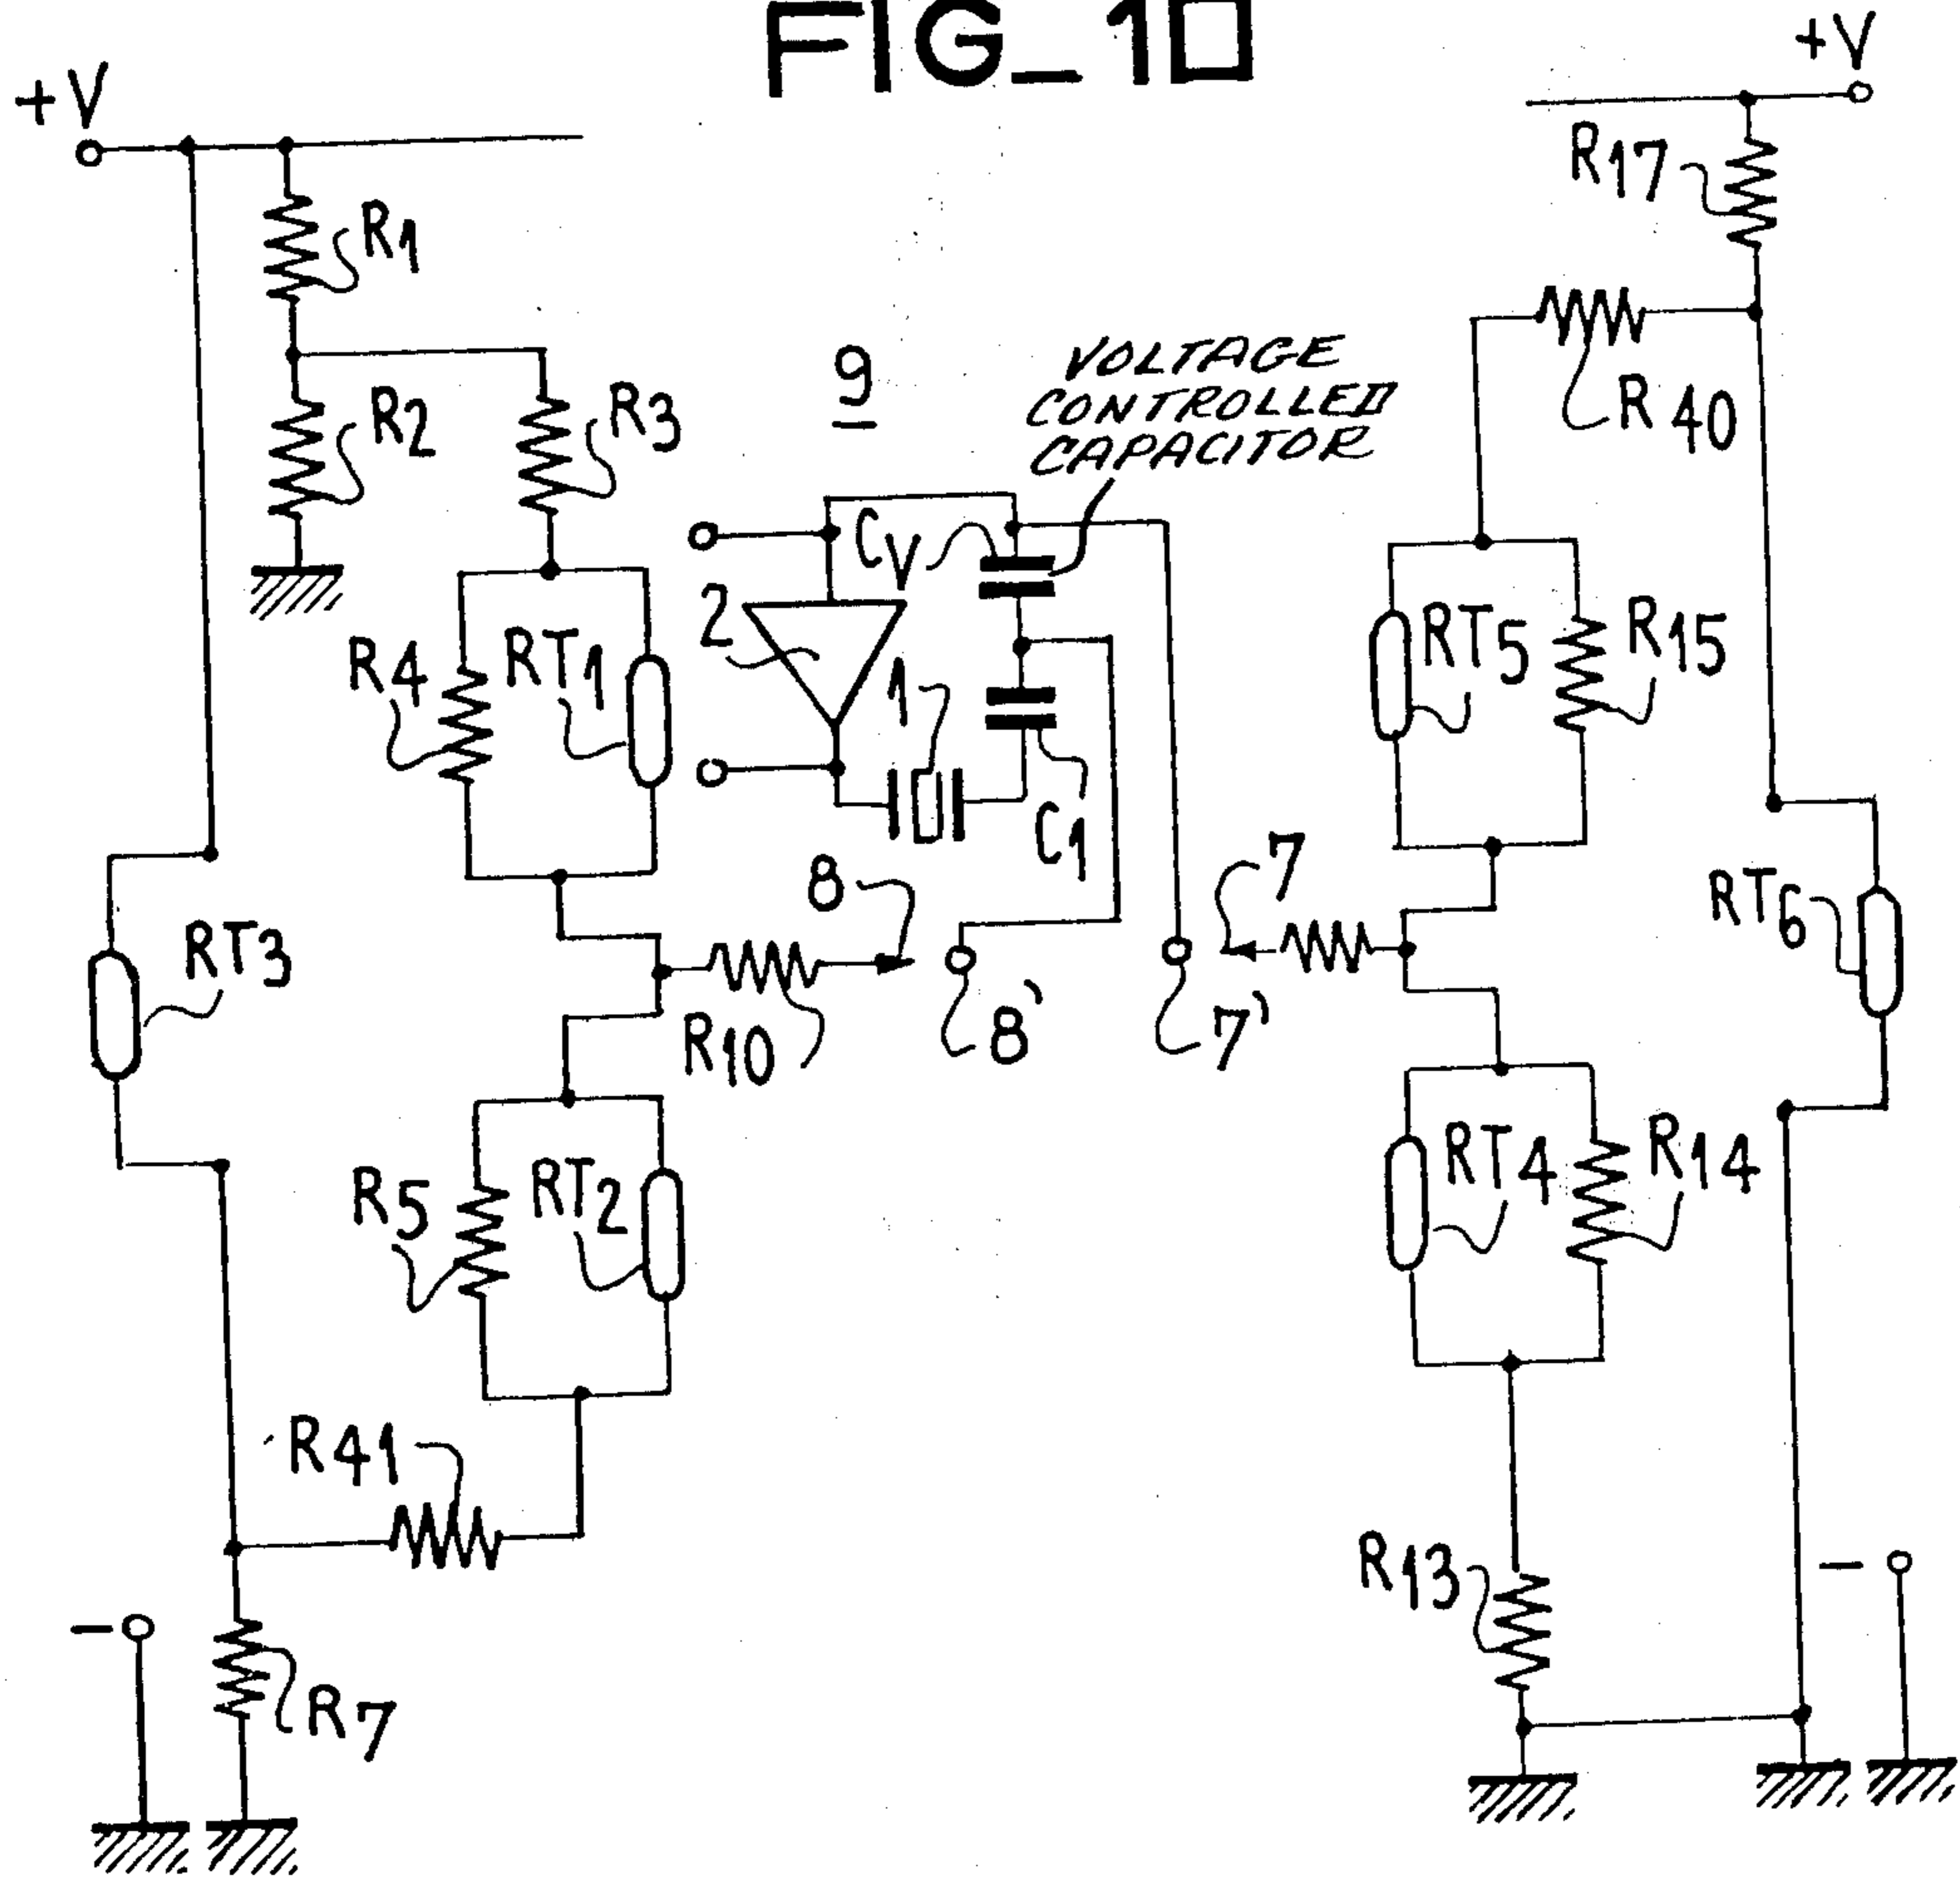 FIG_10
+V
+V
R17
R1
R40
R2
R3
9
VOLTAGE
CONTROLLED
CAPACITOR
CV
2
R4
RT1
1
C1
RT5
R15
8
7
RT3
RT6
R10
8'
7'
R5
RT2
RT4
R14
R41
R13
-
-
R7